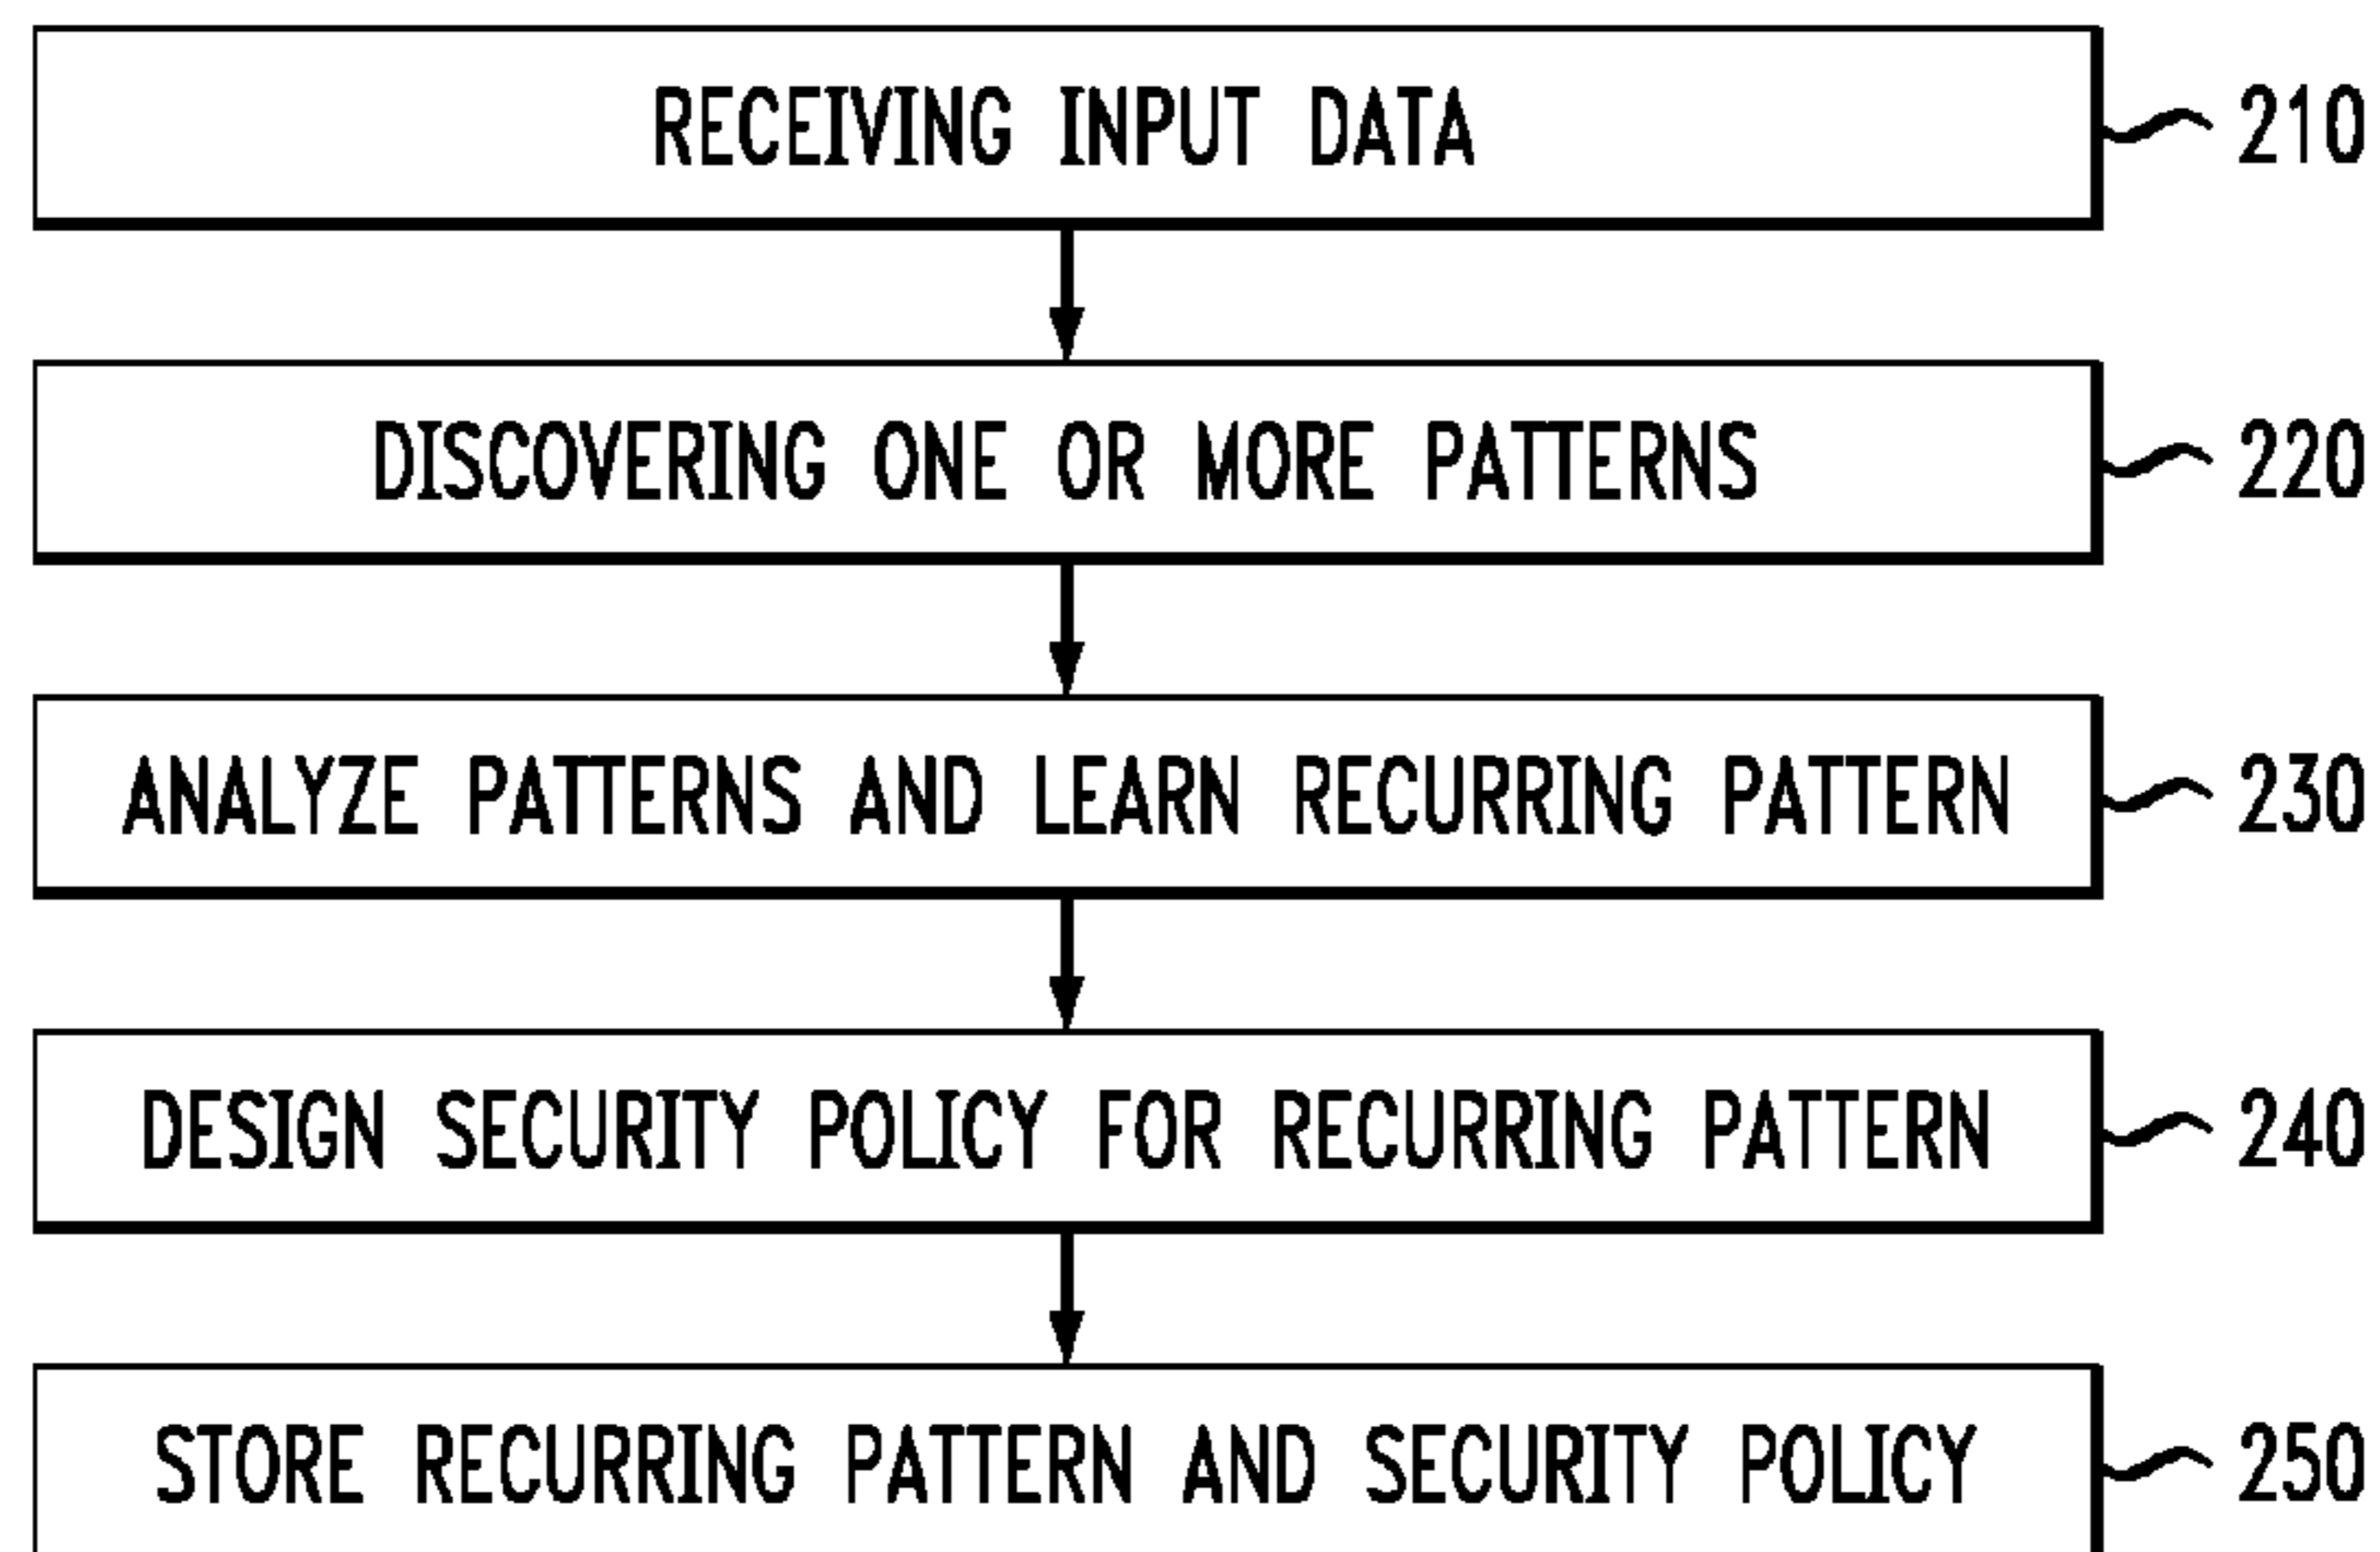 RECEIVING INPUT DATA 210
DISCOVERING ONE OR MORE PATTERNS 220
ANALYZE PATTERNS AND LEARN RECURRING PATTERN 230
DESIGN SECURITY POLICY FOR RECURRING PATTERN 240
STORE RECURRING PATTERN AND SECURITY POLICY 250